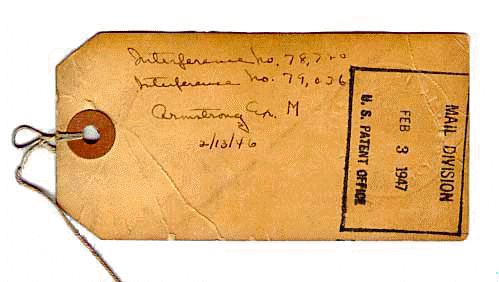 Interference No. 78,720
Interference No. 79,036
Armstrong Ex. M
2/13/46
MAIL DIVISION
FEB 3 1947
U.S. PATENT OFFICE